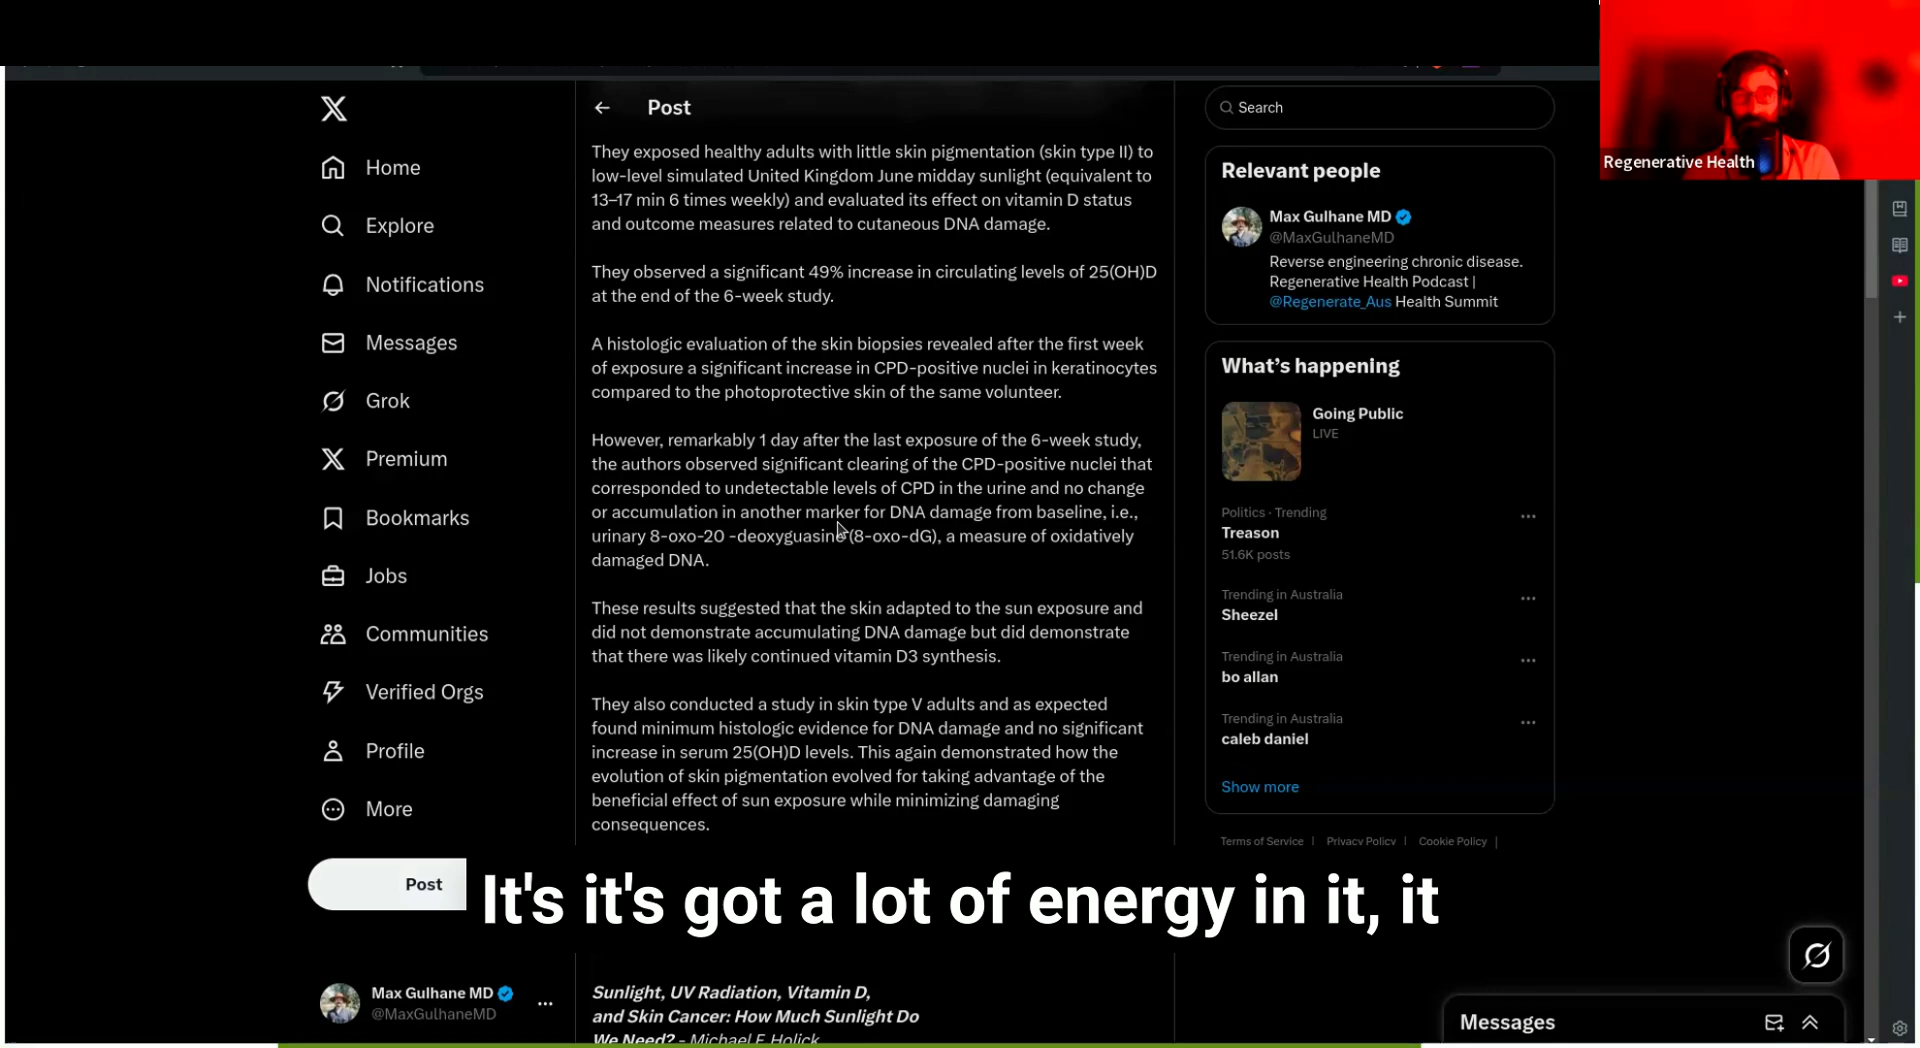 Post
Search
Regenerative Health
Home
Explore
Notifications
Messages
Grok
Premium
Bookmarks
Jobs
Communities
Verified Orgs
Profile
More
Post
Max Gulhane MD
@MaxGulhaneMD
They exposed healthy adults with little skin pigmentation (skin type II) to
low-level simulated United Kingdom June midday sunlight (equivalent to
13–17 min 6 times weekly) and evaluated its effect on vitamin D status
and outcome measures related to cutaneous DNA damage.
They observed a significant 49% increase in circulating levels of 25(OH)D
at the end of the 6-week study.
A histologic evaluation of the skin biopsies revealed after the first week
of exposure a significant increase in CPD-positive nuclei in keratinocytes
compared to the photoprotective skin of the same volunteer.
However, remarkably 1 day after the last exposure of the 6-week study,
the authors observed significant clearing of the CPD-positive nuclei that
corresponded to undetectable levels of CPD in the urine and no change
or accumulation in another marker for DNA damage from baseline, i.e.,
urinary 8-oxo-20 -deoxyguasine (8-oxo-dG), a measure of oxidatively
damaged DNA.
These results suggested that the skin adapted to the sun exposure and
did not demonstrate accumulating DNA damage but did demonstrate
that there was likely continued vitamin D3 synthesis.
They also conducted a study in skin type V adults and as expected
found minimum histologic evidence for DNA damage and no significant
increase in serum 25(OH)D levels. This again demonstrated how the
evolution of skin pigmentation evolved for taking advantage of the
beneficial effect of sun exposure while minimizing damaging
consequences.
It's it's got a lot of energy in it, it
Sunlight, UV Radiation, Vitamin D,
and Skin Cancer: How Much Sunlight Do
We Need? - Michael F Holick
Relevant people
Max Gulhane MD
@MaxGulhaneMD
Reverse engineering chronic disease.
Regenerative Health Podcast |
@Regenerate_Aus Health Summit
What's happening
Going Public
LIVE
Politics · Trending
Treason
51.6K posts
Trending in Australia
Sheezel
Trending in Australia
bo allan
Trending in Australia
caleb daniel
Show more
Terms of Service | Privacy Policy | Cookie Policy |
Messages